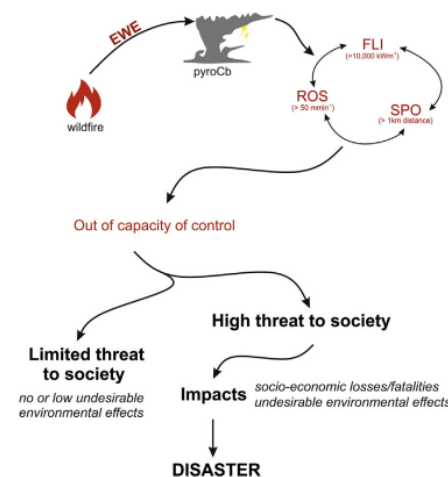 EWE
wildfire
pyroCb
FLI
(>10,000 kWm⁻¹)
ROS
(> 50 mmin⁻¹)
SPO
(> 1km distance)
Out of capacity of control
High threat to society
Limited threat
to society
no or low undesirable
environmental effects
Impacts
socio-economic losses/fatalities
undesirable environmental effects
DISASTER